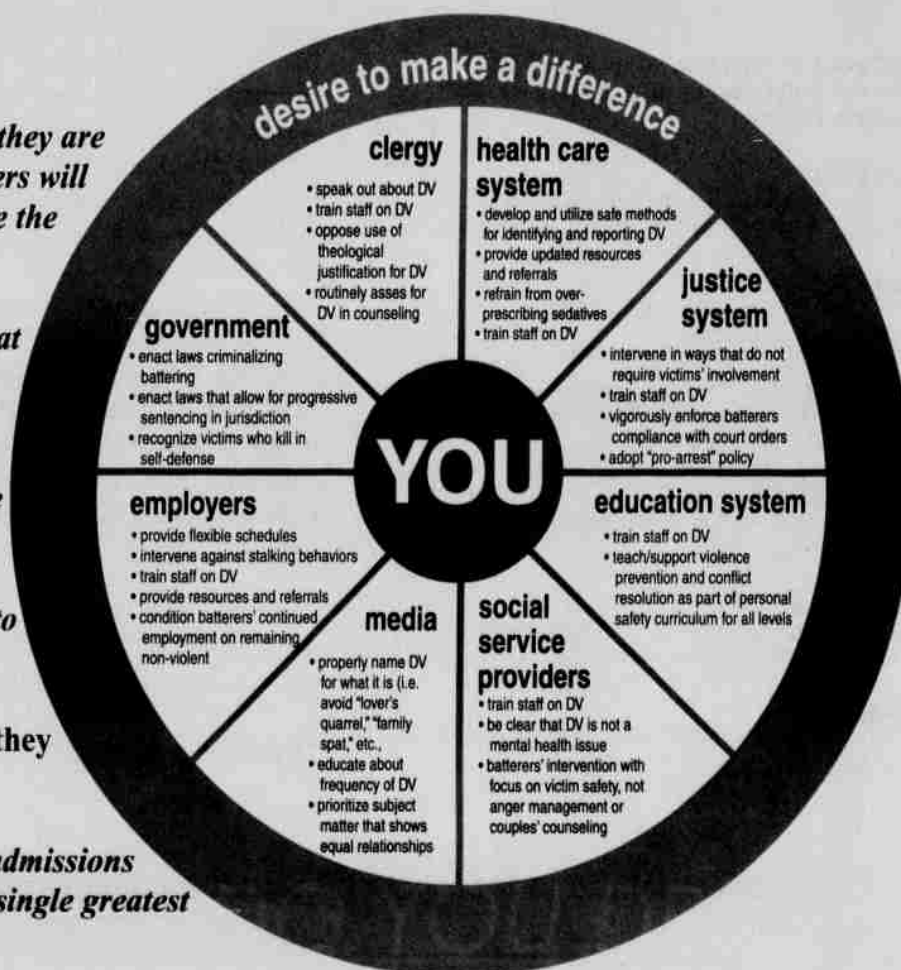 they are
ers will
e the
at
to
they
admissions
single greatest
desire to make a difference
clergy
• speak out about DV
• train staff on DV
• oppose use of
theological
justification for DV
• routinely asses for
DV in counseling
health care
system
• develop and utilize safe methods
for identifying and reporting DV
• provide updated resources
and referrals
• refrain from over-
prescribing sedatives
• train staff on DV
justice
system
• intervene in ways that do not
require victims' involvement
• train staff on DV
• vigorously enforce batterers
compliance with court orders
• adopt "pro-arrest" policy
education system
• train staff on DV
• teach/support violence
prevention and conflict
resolution as part of personal
safety curriculum for all levels
social
service
providers
• train staff on DV
• be clear that DV is not a
mental health issue
• batterers' intervention with
focus on victim safety, not
anger management or
couples' counseling
media
• properly name DV
for what it is (i.e.
avoid "lover's
quarrel," "family
spat," etc.,
• educate about
frequency of DV
• prioritize subject
matter that shows
equal relationships
employers
• provide flexible schedules
• intervene against stalking behaviors
• train staff on DV
• provide resources and referrals
• condition batterers' continued
employment on remaining
non-violent
government
• enact laws criminalizing
battering
• enact laws that allow for progressive
sentencing in jurisdiction
• recognize victims who kill in
self-defense
YOU